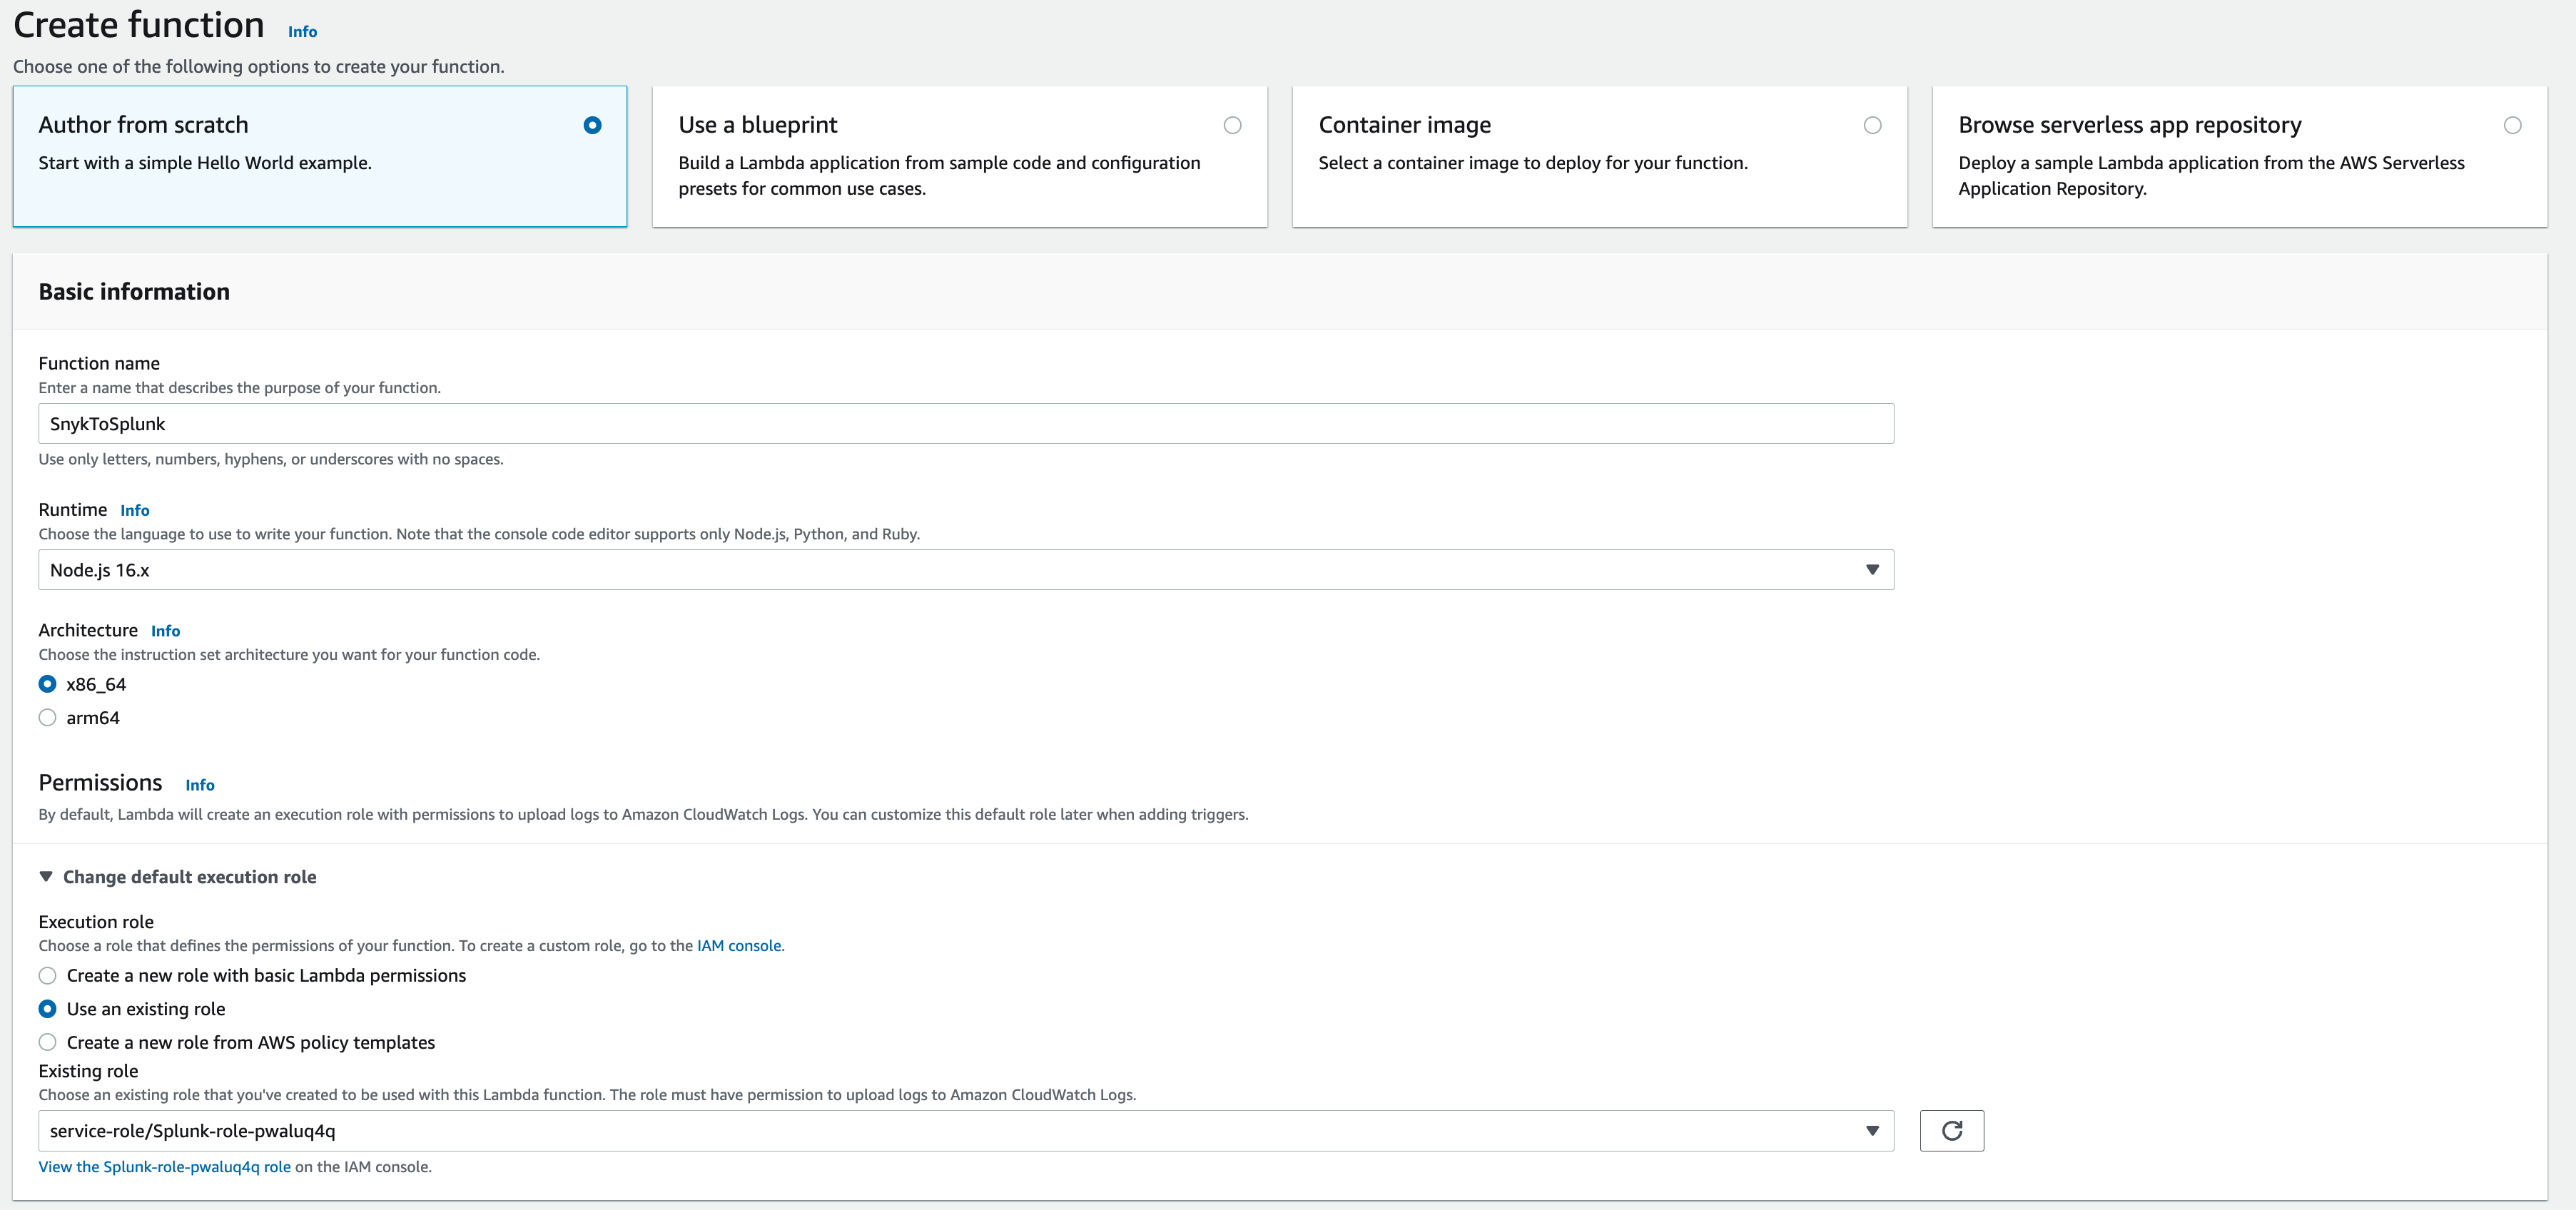 Create function Info
Choose one of the following options to create your function.
Author from scratch
Start with a simple Hello World example.
Use a blueprint
Build a Lambda application from sample code and configuration
presets for common use cases.
Container image
Select a container image to deploy for your function.
Browse serverless app repository
Deploy a sample Lambda application from the AWS Serverless
Application Repository.
Basic information
Function name
Enter a name that describes the purpose of your function.
SnykToSplunk
Use only letters, numbers, hyphens, or underscores with no spaces.
Runtime Info
Choose the language to use to write your function. Note that the console code editor supports only Node.js, Python, and Ruby.
Node.js 16.x
Architecture Info
Choose the instruction set architecture you want for your function code.
x86_64
arm64
Permissions Info
By default, Lambda will create an execution role with permissions to upload logs to Amazon CloudWatch Logs. You can customize this default role later when adding triggers.
Change default execution role
Execution role
Choose a role that defines the permissions of your function. To create a custom role, go to the IAM console.
Create a new role with basic Lambda permissions
Use an existing role
Create a new role from AWS policy templates
Existing role
Choose an existing role that you've created to be used with this Lambda function. The role must have permission to upload logs to Amazon CloudWatch Logs.
service-role/Splunk-role-pwaluq4q
View the Splunk-role-pwaluq4q role on the IAM console.